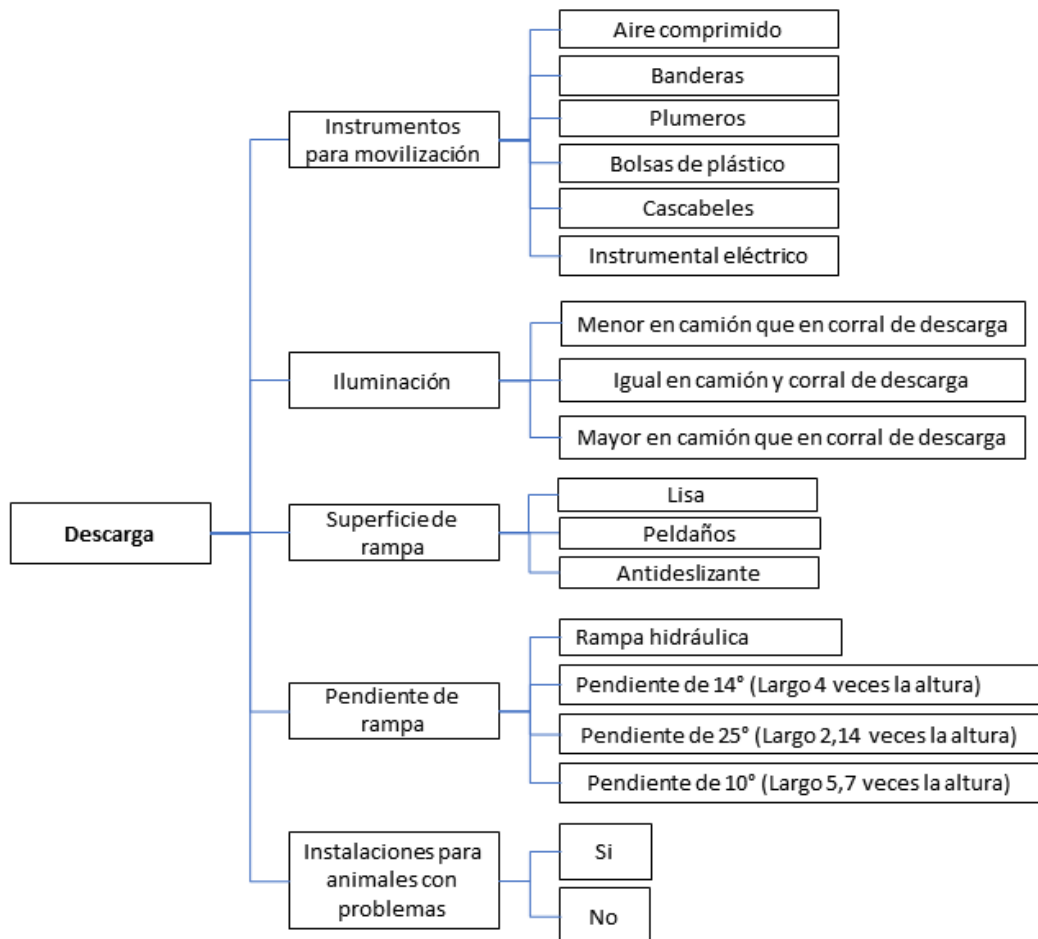 Aire comprimido
Banderas
Instrumentos
para movilización
Plumeros
Bolsas de plástico
Cascabeles
Instrumental eléctrico
Menor en camión que en corral de descarga
Iluminación
Igual en camión y corral de descarga
Mayor en camión que en corral de descarga
Descarga
Superficie de
rampa
Lisa
Peldaños
Antideslizante
Rampa hidráulica
Pendiente de
rampa
Pendiente de 14° (Largo 4 veces la altura)
Pendiente de 25° (Largo 2,14 veces la altura)
Pendiente de 10° (Largo 5,7 veces la altura)
Instalaciones para
animales con
problemas
Si
No